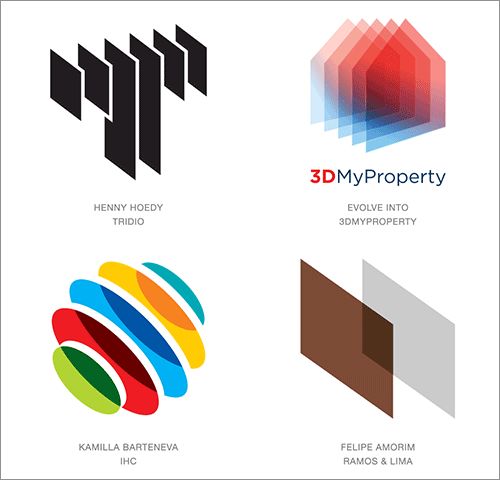 3DMyProperty
HENNY HOEDY
TRIDIO
EVOLVE INTO
3DMYPROPERTY
KAMILLA BARTENEVA
IHC
FELIPE AMORIM
RAMOS & LIMA